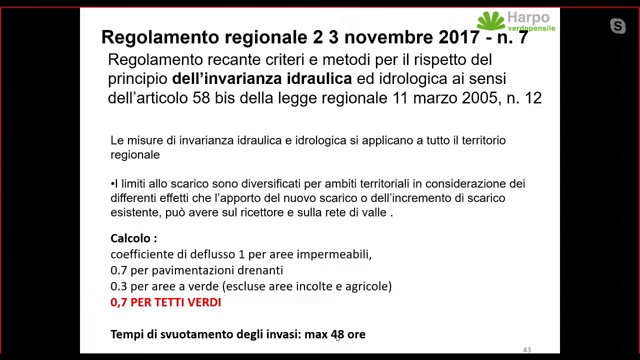 Harpo
verdepensile
Regolamento regionale 2 3 novembre 2017 - n. 7
Regolamento recante criteri e metodi per il rispetto del
principio dell'invarianza idraulica ed idrologica ai sensi
dell'articolo 58 bis della legge regionale 11 marzo 2005, n. 12
Le misure di invarianza idraulica e idrologica si applicano a tutto il territorio
regionale
•I limiti allo scarico sono diversificati per ambiti territoriali in considerazione dei
differenti effetti che l'apporto del nuovo scarico o dell'incremento di scarico
esistente, può avere sul ricettore e sulla rete di valle .
Calcolo :
coefficiente di deflusso 1 per aree impermeabili,
0.7 per pavimentazioni drenanti
0.3 per aree a verde (escluse aree incolte e agricole)
0,7 PER TETTI VERDI
Tempi di svuotamento degli invasi: max 48 ore
43